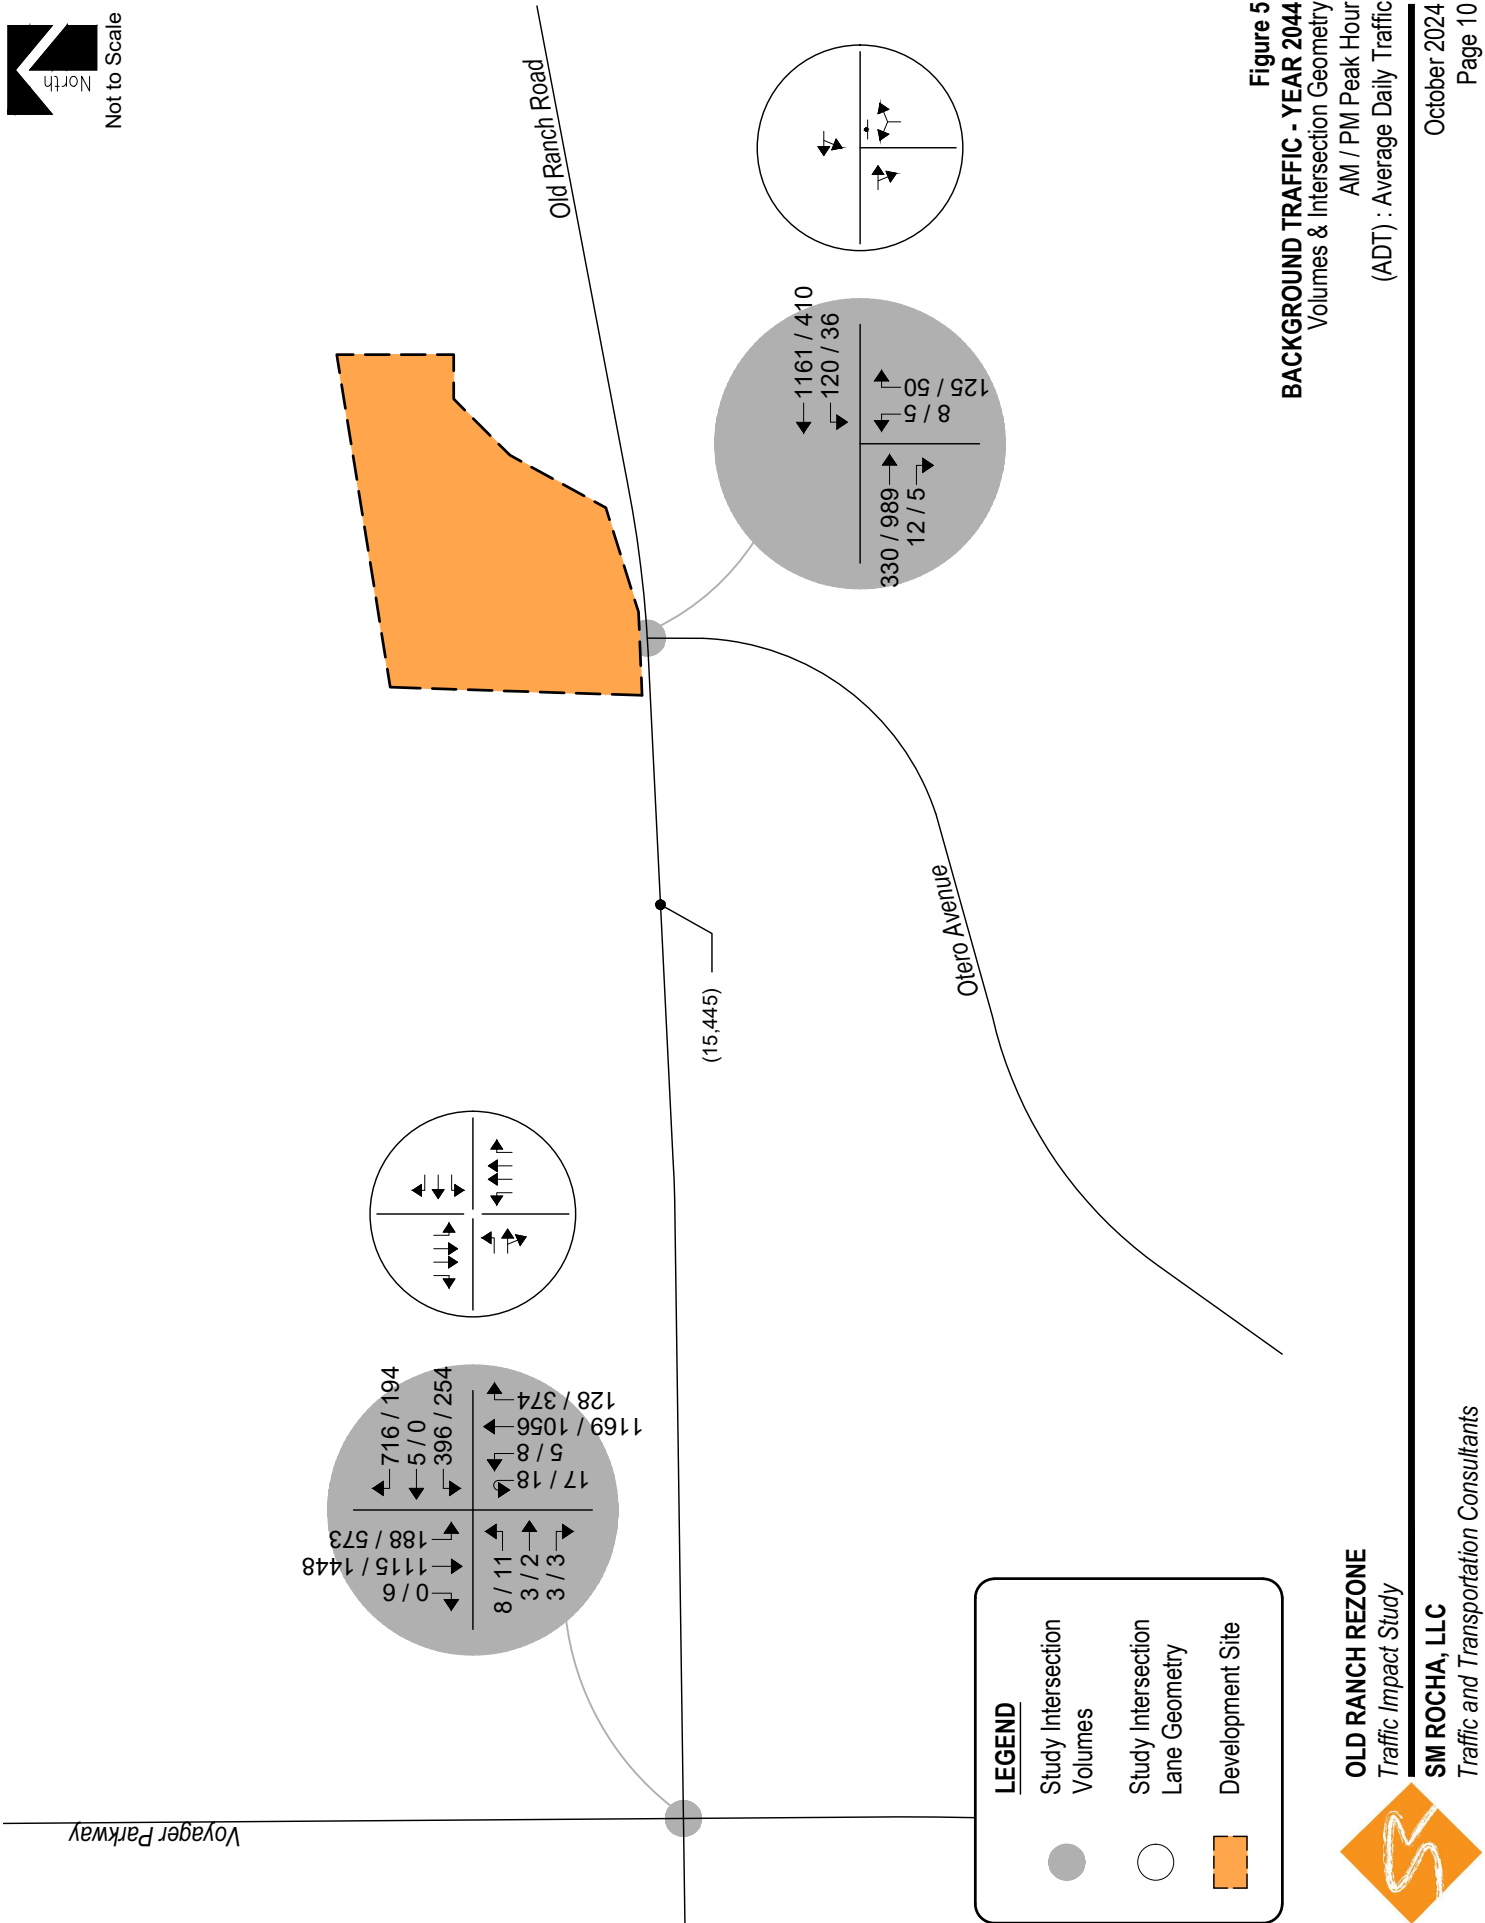 North
Not to Scale
Voyager Parkway
Old Ranch Road
Otero Avenue
(15,445)
0 / 6
1115 / 1448
188 / 573
716 / 194
5 / 0
396 / 254
8 / 11
3 / 2
3 / 3
17 / 18
5 / 8
1169 / 1056
128 / 374
1161 / 410
120 / 36
330 / 989
12 / 5
8 / 5
125 / 50
LEGEND
Study Intersection
Volumes
Study Intersection
Lane Geometry
Development Site
Figure 5
BACKGROUND TRAFFIC - YEAR 2044
Volumes & Intersection Geometry
AM / PM Peak Hour
(ADT) : Average Daily Traffic
OLD RANCH REZONE
Traffic Impact Study
SM ROCHA, LLC
Traffic and Transportation Consultants
October 2024
Page 10